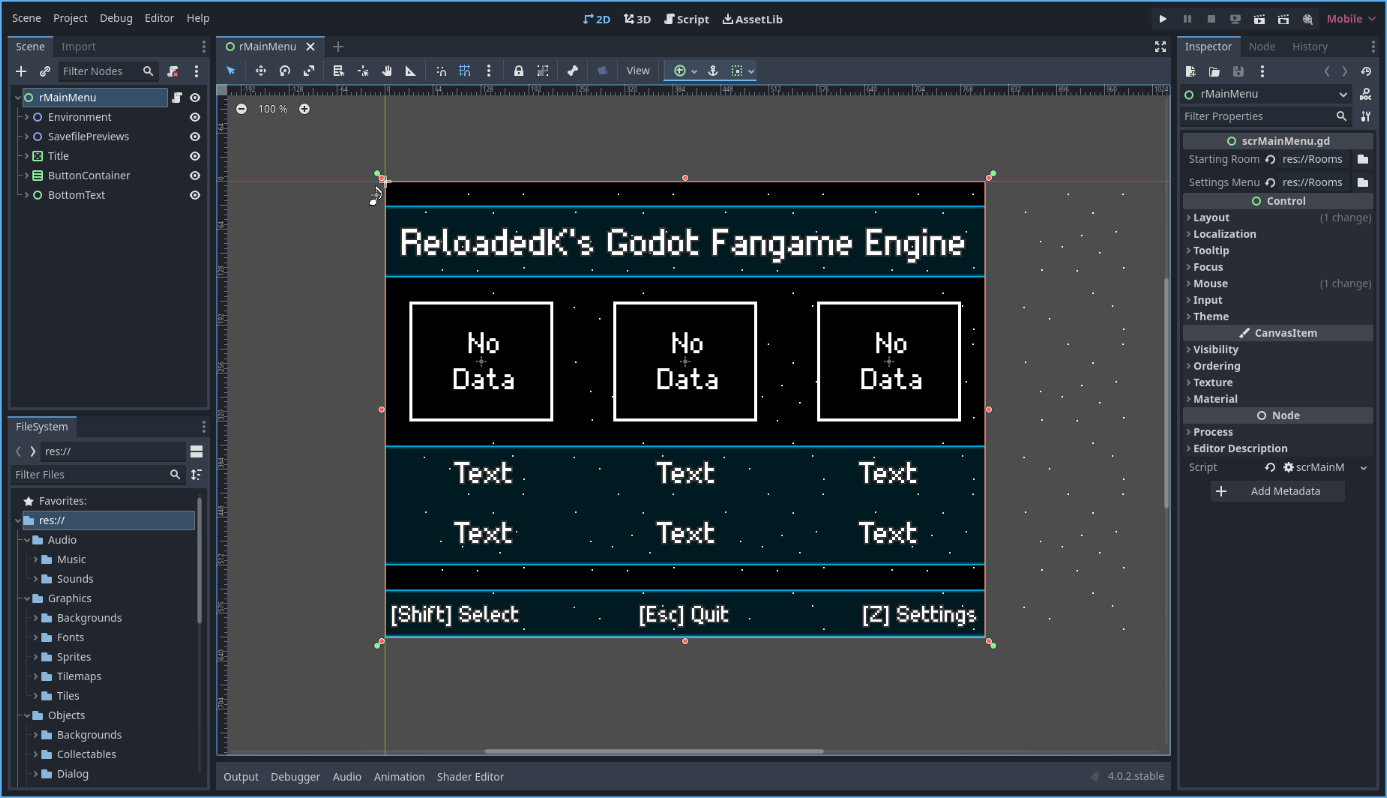 Scene Project Debug Editor Help
2D 3D Script AssetLib
Mobile
Scene Import
Filter Nodes
rMainMenu
Environment
SavefilePreviews
Title
ButtonContainer
BottomText
FileSystem
res://
Filter Files
Favorites:
res://
Audio
Music
Sounds
Graphics
Backgrounds
Fonts
Sprites
Tilemaps
Tiles
Objects
Backgrounds
Collectables
Dialog
rMainMenu
View
100 %
ReloadedK's Godot Fangame Engine
No Data
No Data
No Data
Text Text Text
Text Text Text
[Shift] Select [Esc] Quit [Z] Settings
Output Debugger Audio Animation Shader Editor
4.0.2.stable
Inspector Node History
rMainMenu
Filter Properties
scrMainMenu.gd
Starting Room res://Rooms
Settings Menu res://Rooms
Control
Layout (1 change)
Localization
Tooltip
Focus
Mouse (1 change)
Input
Theme
CanvasItem
Visibility
Ordering
Texture
Material
Node
Process
Editor Description
Script scrMainM
Add Metadata